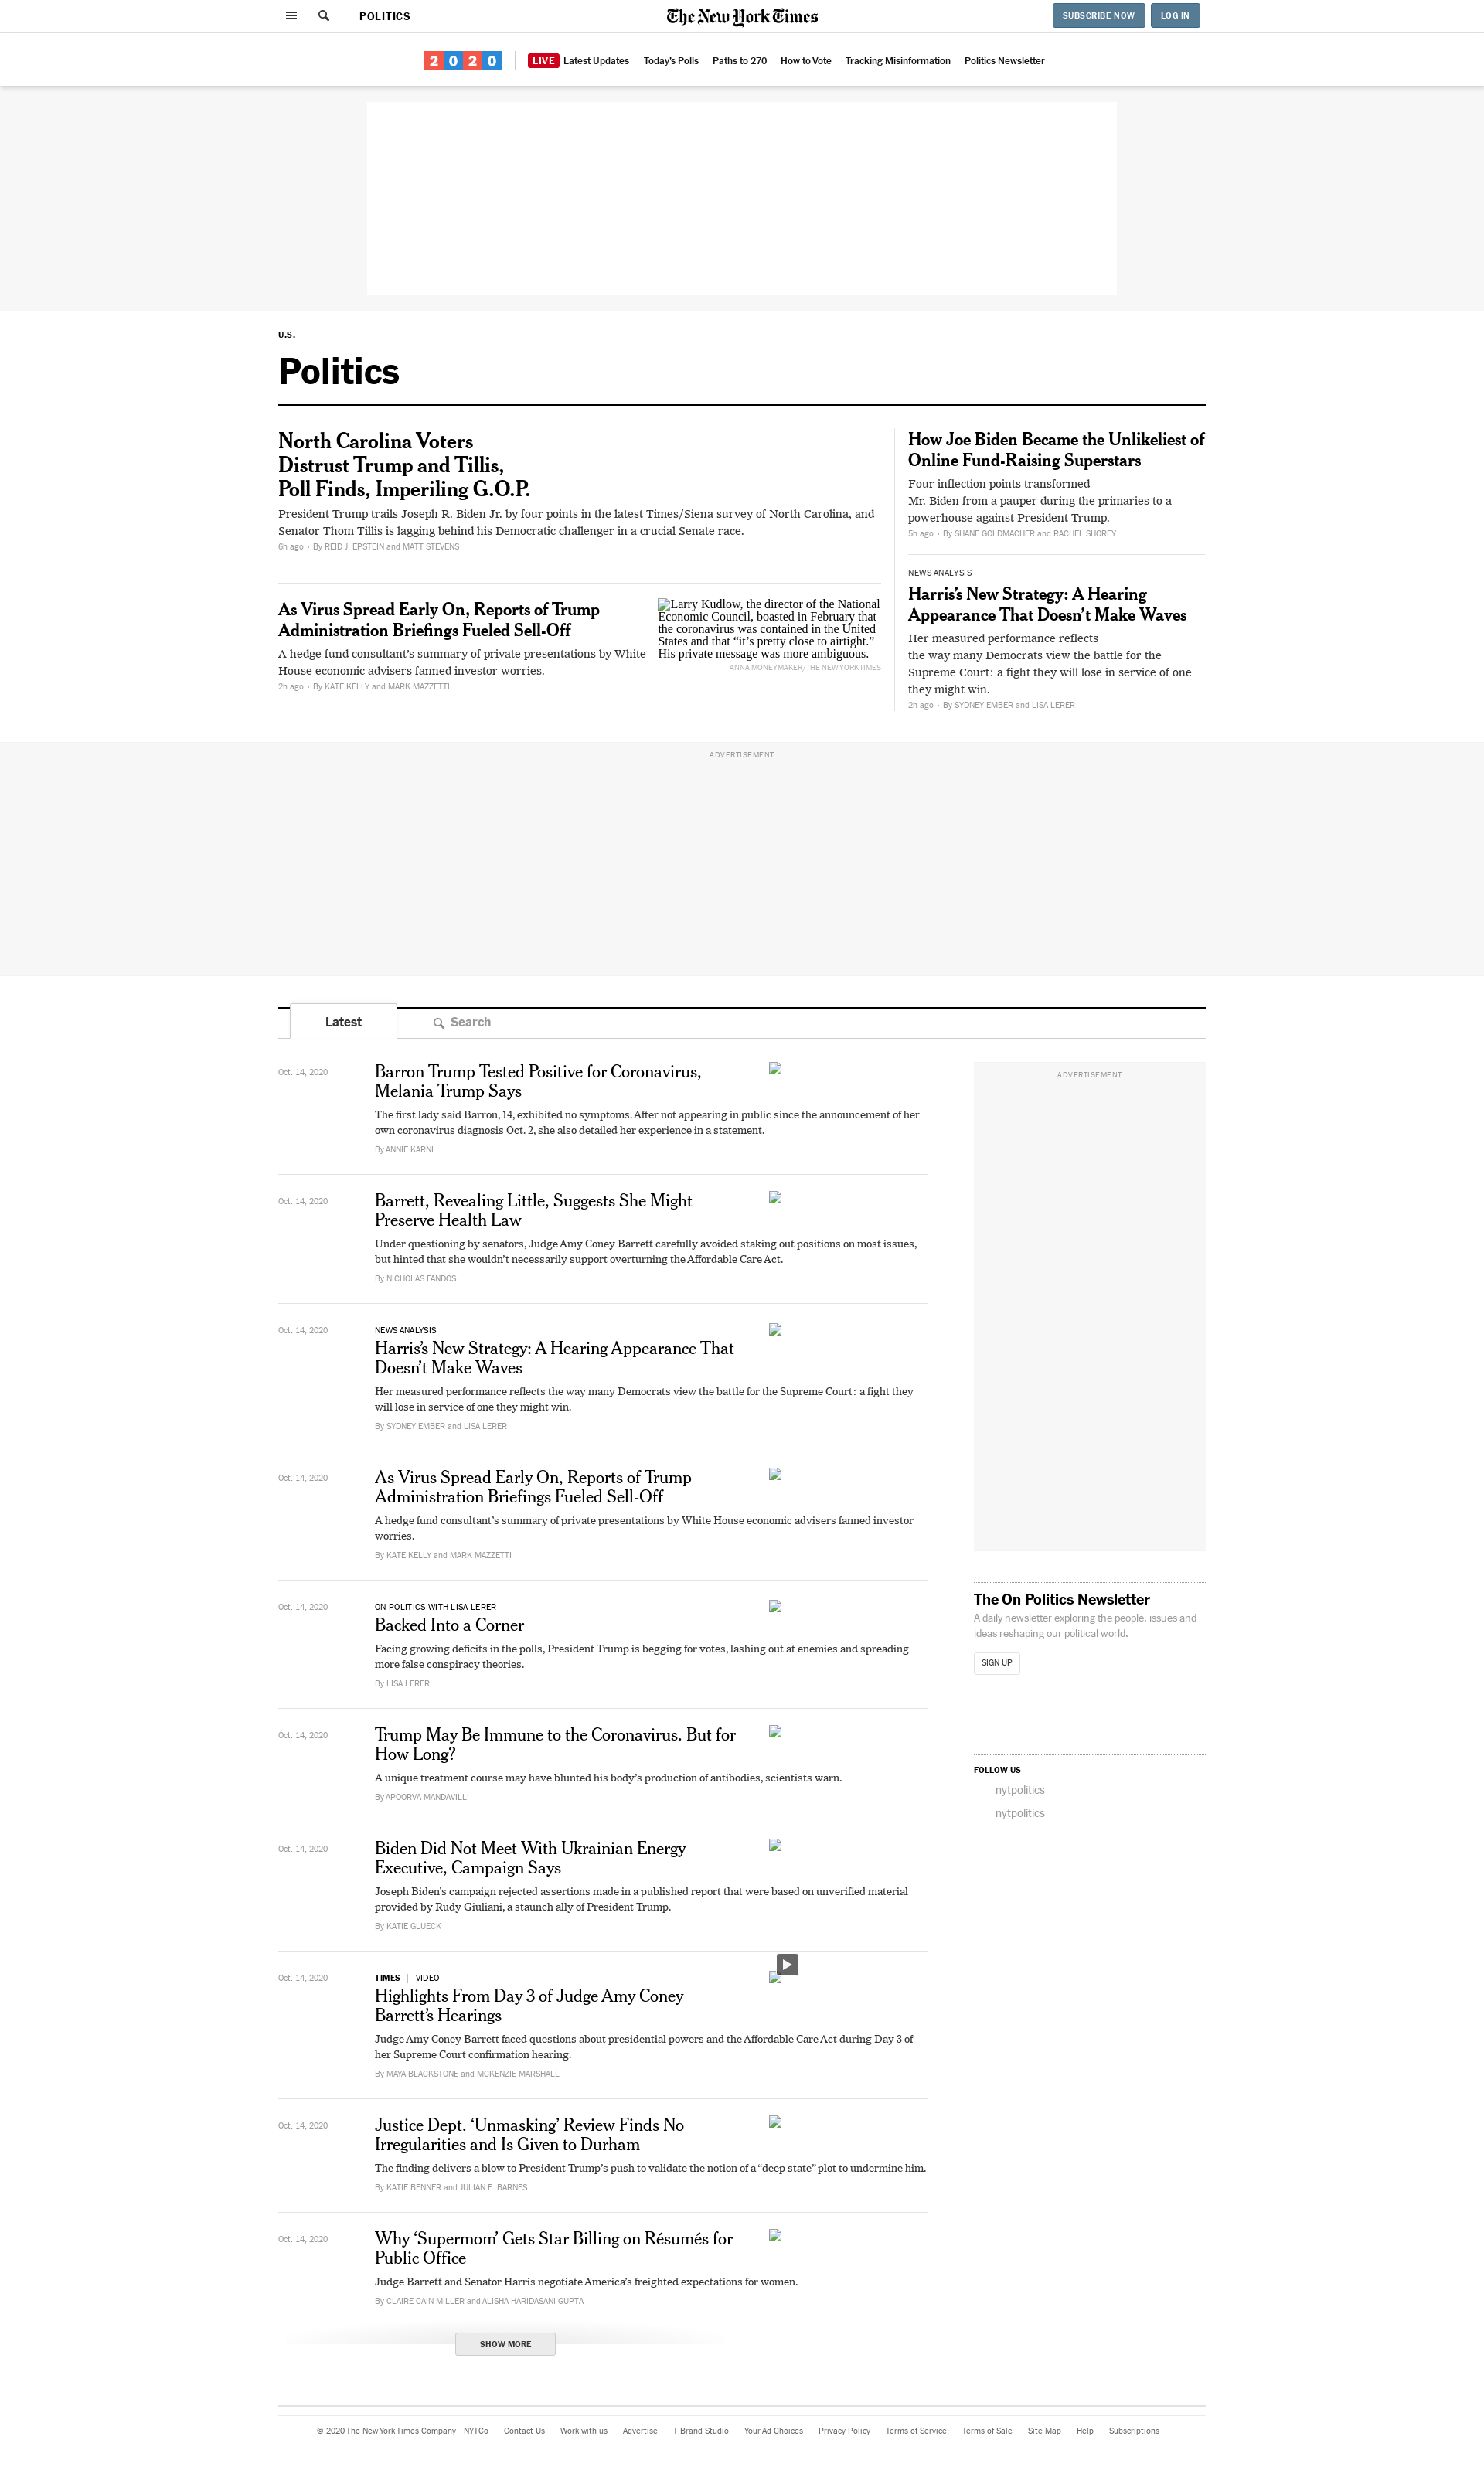 POLITICS
The New York Times
SUBSCRIBE NOW
LOG IN
2020
LIVE Latest Updates
Today's Polls
Paths to 270
How to Vote
Tracking Misinformation
Politics Newsletter
U.S.
Politics
North Carolina Voters
Distrust Trump and Tillis,
Poll Finds, Imperiling G.O.P.
President Trump trails Joseph R. Biden Jr. by four points in the latest Times/Siena survey of North Carolina, and
Senator Thom Tillis is lagging behind his Democratic challenger in a crucial Senate race.
6h ago • By REID J. EPSTEIN and MATT STEVENS
As Virus Spread Early On, Reports of Trump
Administration Briefings Fueled Sell-Off
A hedge fund consultant's summary of private presentations by White
House economic advisers fanned investor worries.
2h ago • By KATE KELLY and MARK MAZZETTI
Larry Kudlow, the director of the National
Economic Council, boasted in February that
the coronavirus was contained in the United
States and that “it’s pretty close to airtight.”
His private message was more ambiguous.
ANNA MONEYMAKER/THE NEW YORK TIMES
How Joe Biden Became the Unlikeliest of
Online Fund-Raising Superstars
Four inflection points transformed
Mr. Biden from a pauper during the primaries to a
powerhouse against President Trump.
5h ago • By SHANE GOLDMACHER and RACHEL SHOREY
NEWS ANALYSIS
Harris’s New Strategy: A Hearing
Appearance That Doesn’t Make Waves
Her measured performance reflects
the way many Democrats view the battle for the
Supreme Court: a fight they will lose in service of one
they might win.
2h ago • By SYDNEY EMBER and LISA LERER
ADVERTISEMENT
Latest
Search
Oct. 14, 2020
Barron Trump Tested Positive for Coronavirus,
Melania Trump Says
The first lady said Barron, 14, exhibited no symptoms. After not appearing in public since the announcement of her
own coronavirus diagnosis Oct. 2, she also detailed her experience in a statement.
By ANNIE KARNI
Oct. 14, 2020
Barrett, Revealing Little, Suggests She Might
Preserve Health Law
Under questioning by senators, Judge Amy Coney Barrett carefully avoided staking out positions on most issues,
but hinted that she wouldn’t necessarily support overturning the Affordable Care Act.
By NICHOLAS FANDOS
Oct. 14, 2020
NEWS ANALYSIS
Harris’s New Strategy: A Hearing Appearance That
Doesn’t Make Waves
Her measured performance reflects the way many Democrats view the battle for the Supreme Court: a fight they
will lose in service of one they might win.
By SYDNEY EMBER and LISA LERER
Oct. 14, 2020
As Virus Spread Early On, Reports of Trump
Administration Briefings Fueled Sell-Off
A hedge fund consultant’s summary of private presentations by White House economic advisers fanned investor
worries.
By KATE KELLY and MARK MAZZETTI
Oct. 14, 2020
ON POLITICS WITH LISA LERER
Backed Into a Corner
Facing growing deficits in the polls, President Trump is begging for votes, lashing out at enemies and spreading
more false conspiracy theories.
By LISA LERER
Oct. 14, 2020
Trump May Be Immune to the Coronavirus. But for
How Long?
A unique treatment course may have blunted his body’s production of antibodies, scientists warn.
By APOORVA MANDAVILLI
Oct. 14, 2020
Biden Did Not Meet With Ukrainian Energy
Executive, Campaign Says
Joseph Biden’s campaign rejected assertions made in a published report that were based on unverified material
provided by Rudy Giuliani, a staunch ally of President Trump.
By KATIE GLUECK
Oct. 14, 2020
TIMES | VIDEO
Highlights From Day 3 of Judge Amy Coney
Barrett’s Hearings
Judge Amy Coney Barrett faced questions about presidential powers and the Affordable Care Act during Day 3 of
her Supreme Court confirmation hearing.
By MAYA BLACKSTONE and MCKENZIE MARSHALL
Oct. 14, 2020
Justice Dept. ‘Unmasking’ Review Finds No
Irregularities and Is Given to Durham
The finding delivers a blow to President Trump’s push to validate the notion of a “deep state” plot to undermine him.
By KATIE BENNER and JULIAN E. BARNES
Oct. 14, 2020
Why ‘Supermom’ Gets Star Billing on Résumés for
Public Office
Judge Barrett and Senator Harris negotiate America’s freighted expectations for women.
By CLAIRE CAIN MILLER and ALISHA HARIDASANI GUPTA
SHOW MORE
ADVERTISEMENT
The On Politics Newsletter
A daily newsletter exploring the people, issues and
ideas reshaping our political world.
SIGN UP
FOLLOW US
nytpolitics
nytpolitics
© 2020 The New York Times Company
NYTCo
Contact Us
Work with us
Advertise
T Brand Studio
Your Ad Choices
Privacy Policy
Terms of Service
Terms of Sale
Site Map
Help
Subscriptions